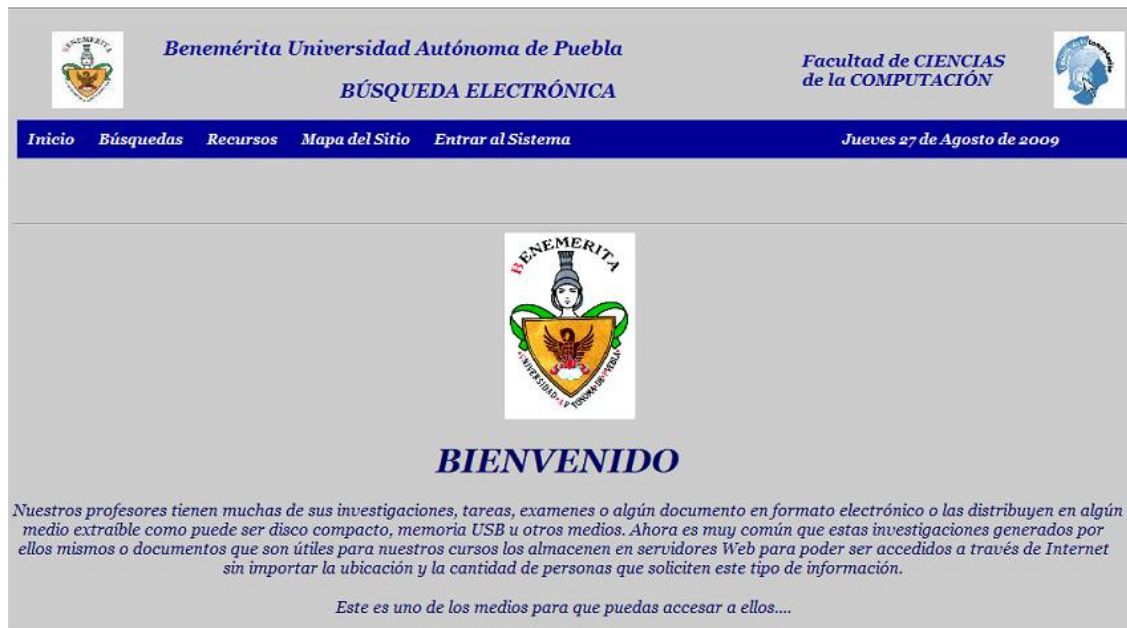 Benemérita Universidad Autónoma de Puebla
BÚSQUEDA ELECTRÓNICA
Facultad de CIENCIAS
de la COMPUTACIÓN
Inicio Búsquedas Recursos Mapa del Sitio Entrar al Sistema Jueves 27 de Agosto de 2009
BENEMERITA
UNIVERSIDAD AUTONOMA DE PUEBLA
BIENVENIDO
Nuestros profesores tienen muchas de sus investigaciones, tareas, examenes o algún documento en formato electrónico o las distribuyen en algún
medio extraíble como puede ser disco compacto, memoria USB u otros medios. Ahora es muy común que estas investigaciones generados por
ellos mismos o documentos que son útiles para nuestros cursos los almacenen en servidores Web para poder ser accedidos a través de Internet
sin importar la ubicación y la cantidad de personas que soliciten este tipo de información.
Este es uno de los medios para que puedas accesar a ellos....